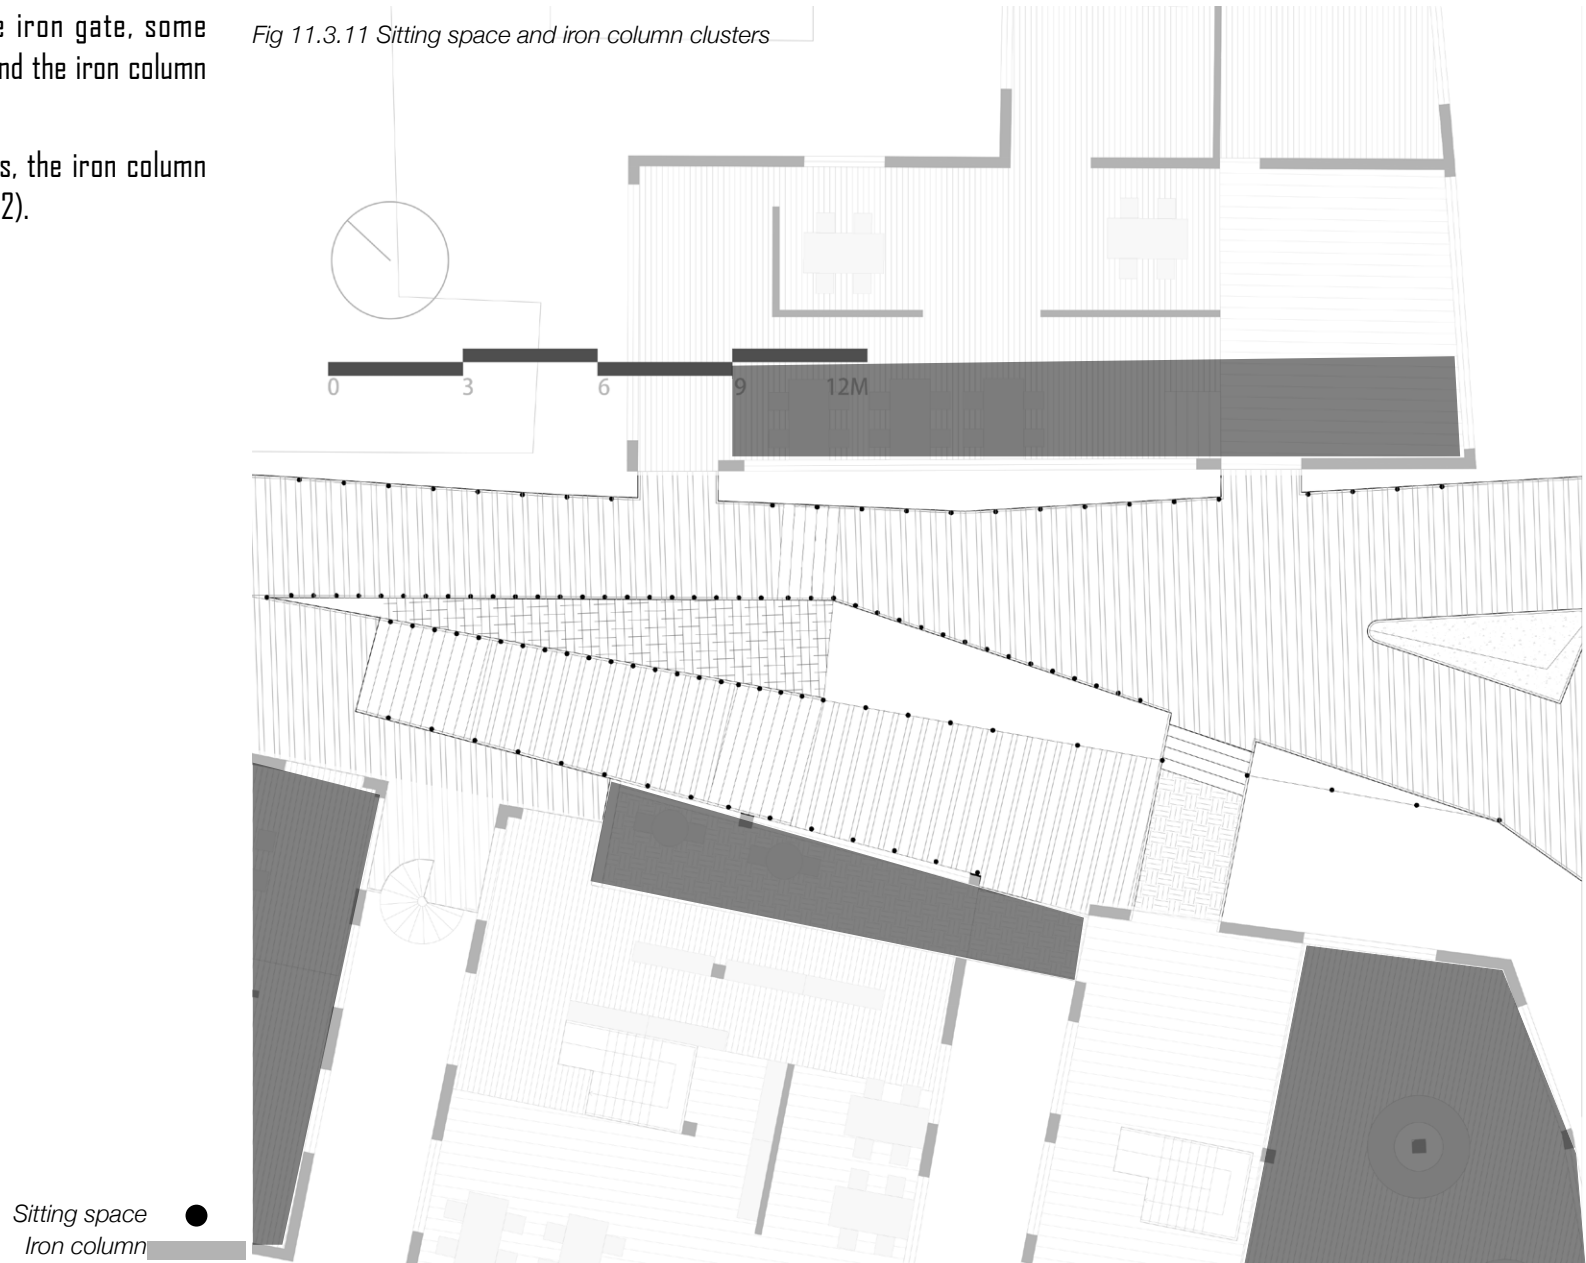 e iron gate, some
nd the iron column
s, the iron column
2).
Fig 11.3.11 Sitting space and iron column clusters
0 3 6 9 12M
Sitting space
Iron column